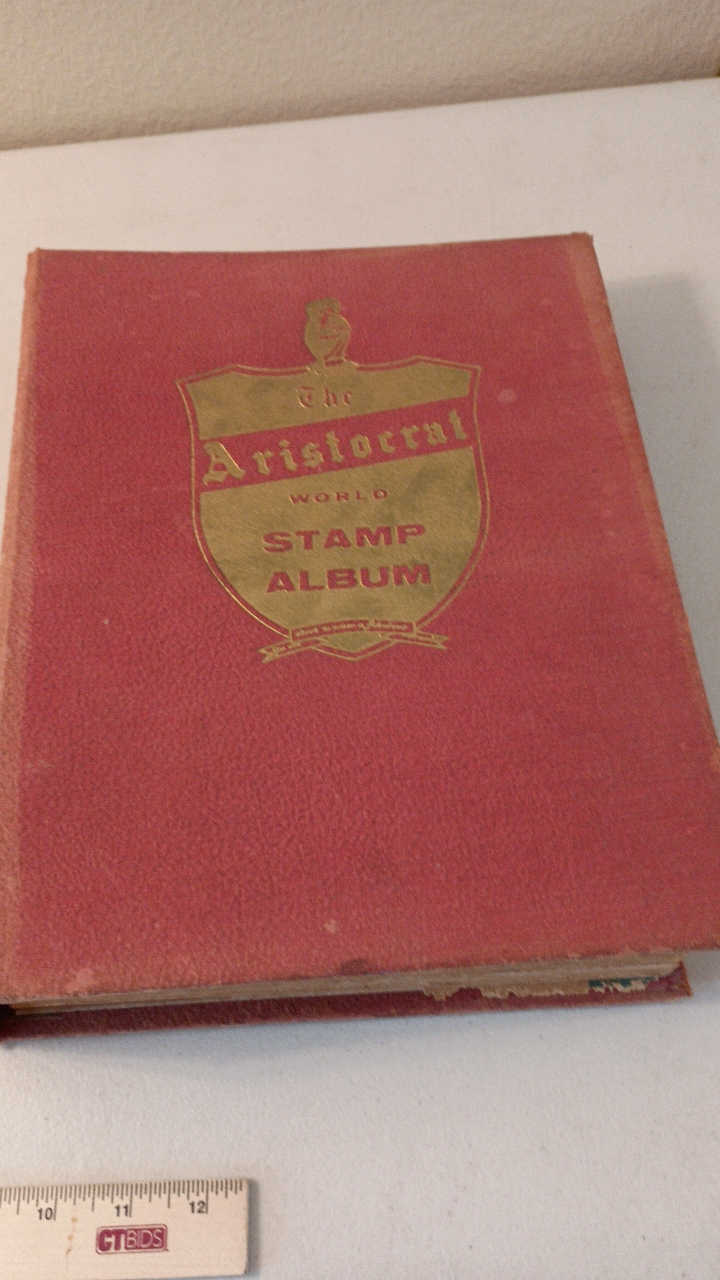 The
Aristocrat
WORLD
STAMP
ALBUM
10 11 12
CTBIDS